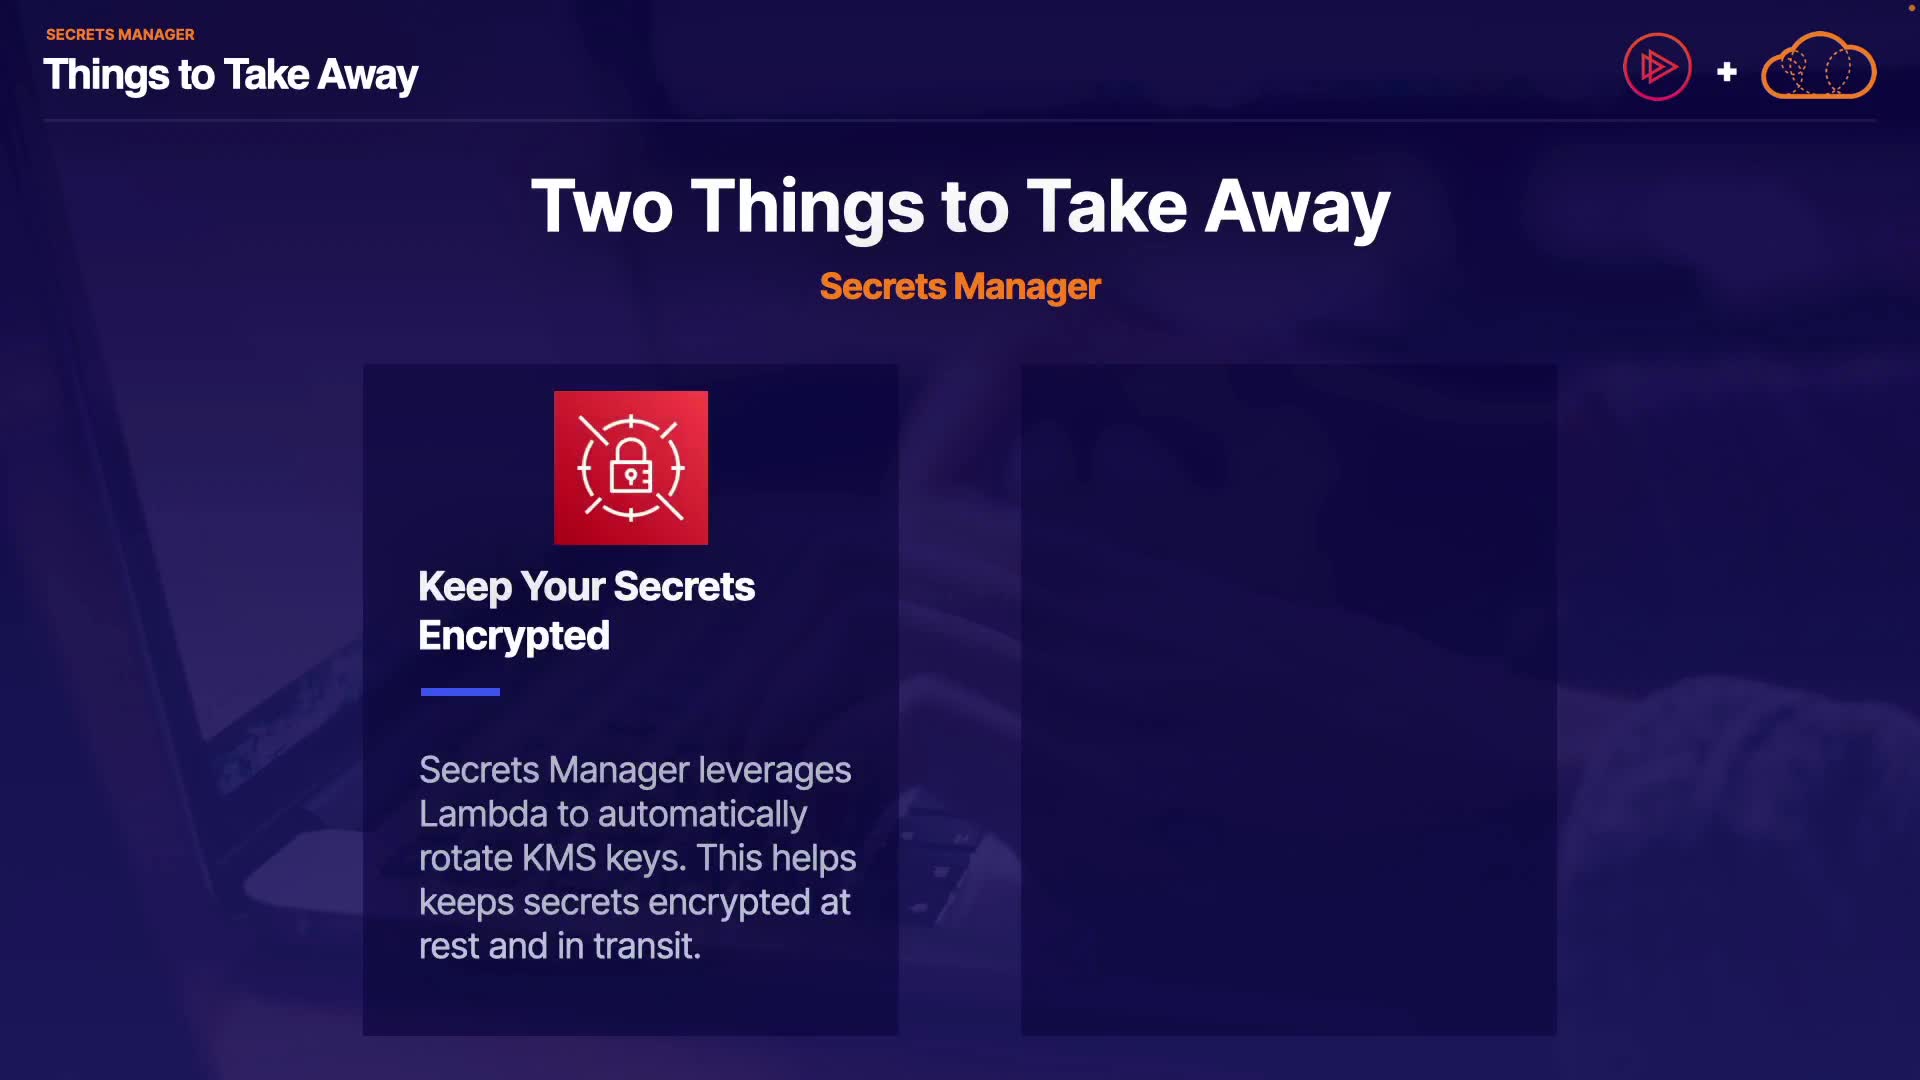 SECRETS MANAGER
Things to Take Away
+
Two Things to Take Away
Secrets Manager
Keep Your Secrets
Encrypted
Secrets Manager leverages
Lambda to automatically
rotate KMS keys. This helps
keeps secrets encrypted at
rest and in transit.